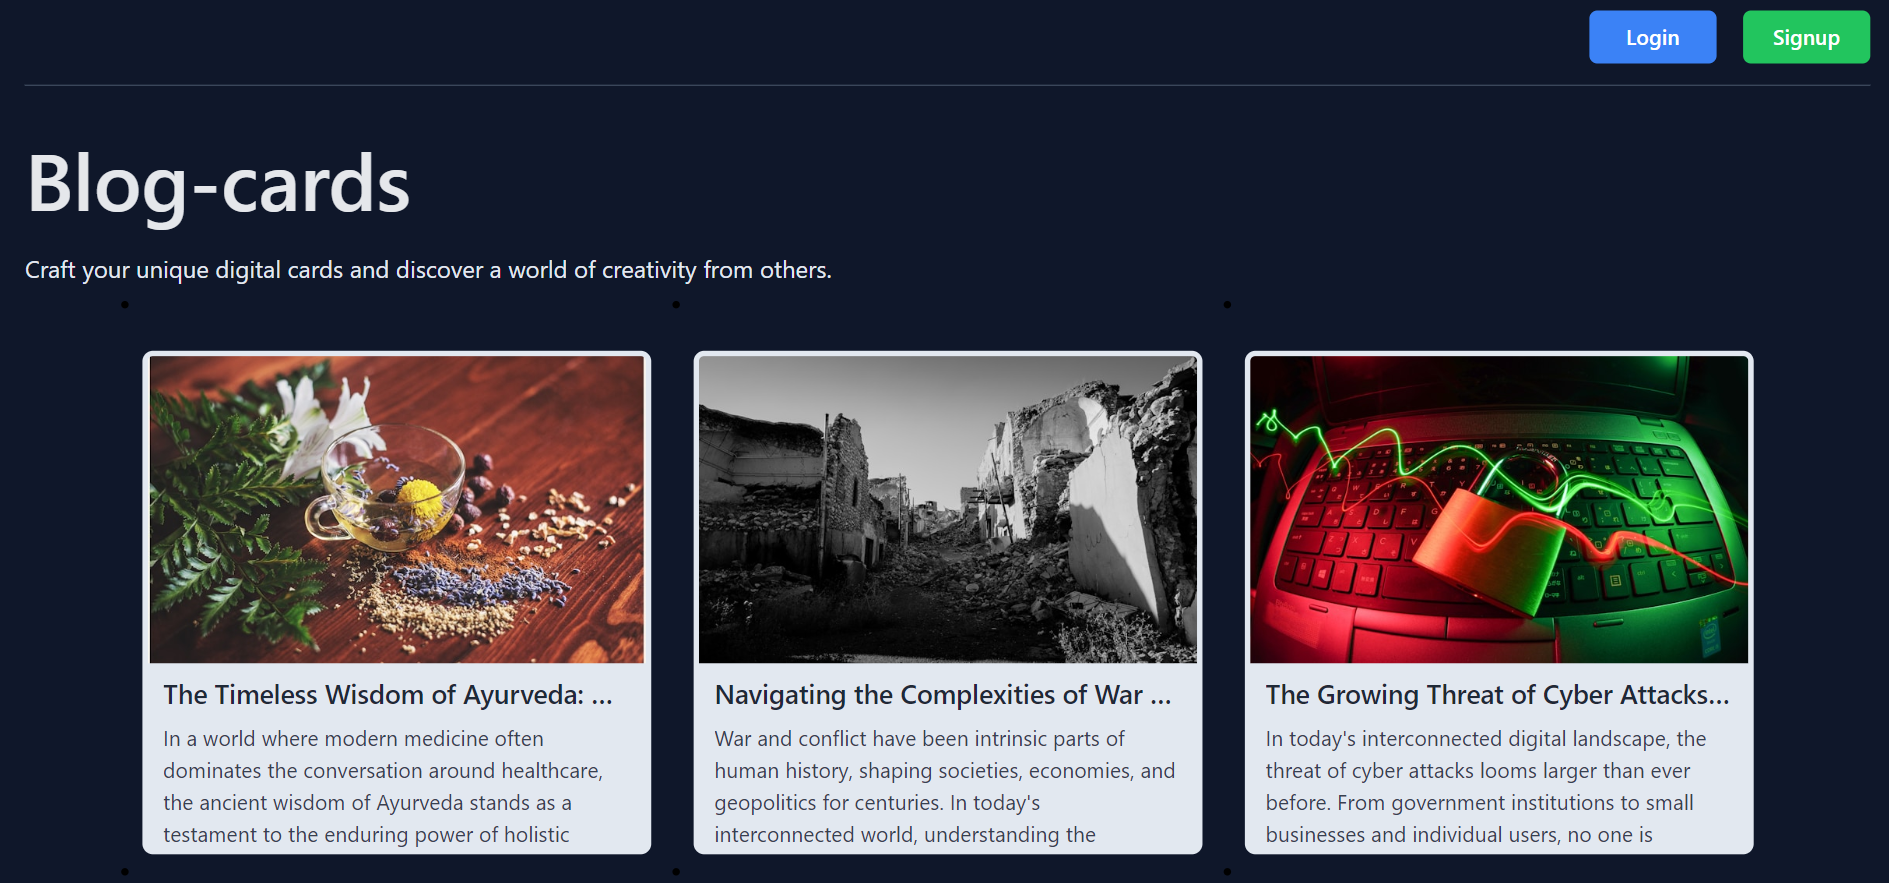 Login
Signup
Blog-cards
Craft your unique digital cards and discover a world of creativity from others.
The Timeless Wisdom of Ayurveda: ...
In a world where modern medicine often
dominates the conversation around healthcare,
the ancient wisdom of Ayurveda stands as a
testament to the enduring power of holistic
Navigating the Complexities of War ...
War and conflict have been intrinsic parts of
human history, shaping societies, economies, and
geopolitics for centuries. In today's
interconnected world, understanding the
The Growing Threat of Cyber Attacks...
In today's interconnected digital landscape, the
threat of cyber attacks looms larger than ever
before. From government institutions to small
businesses and individual users, no one is